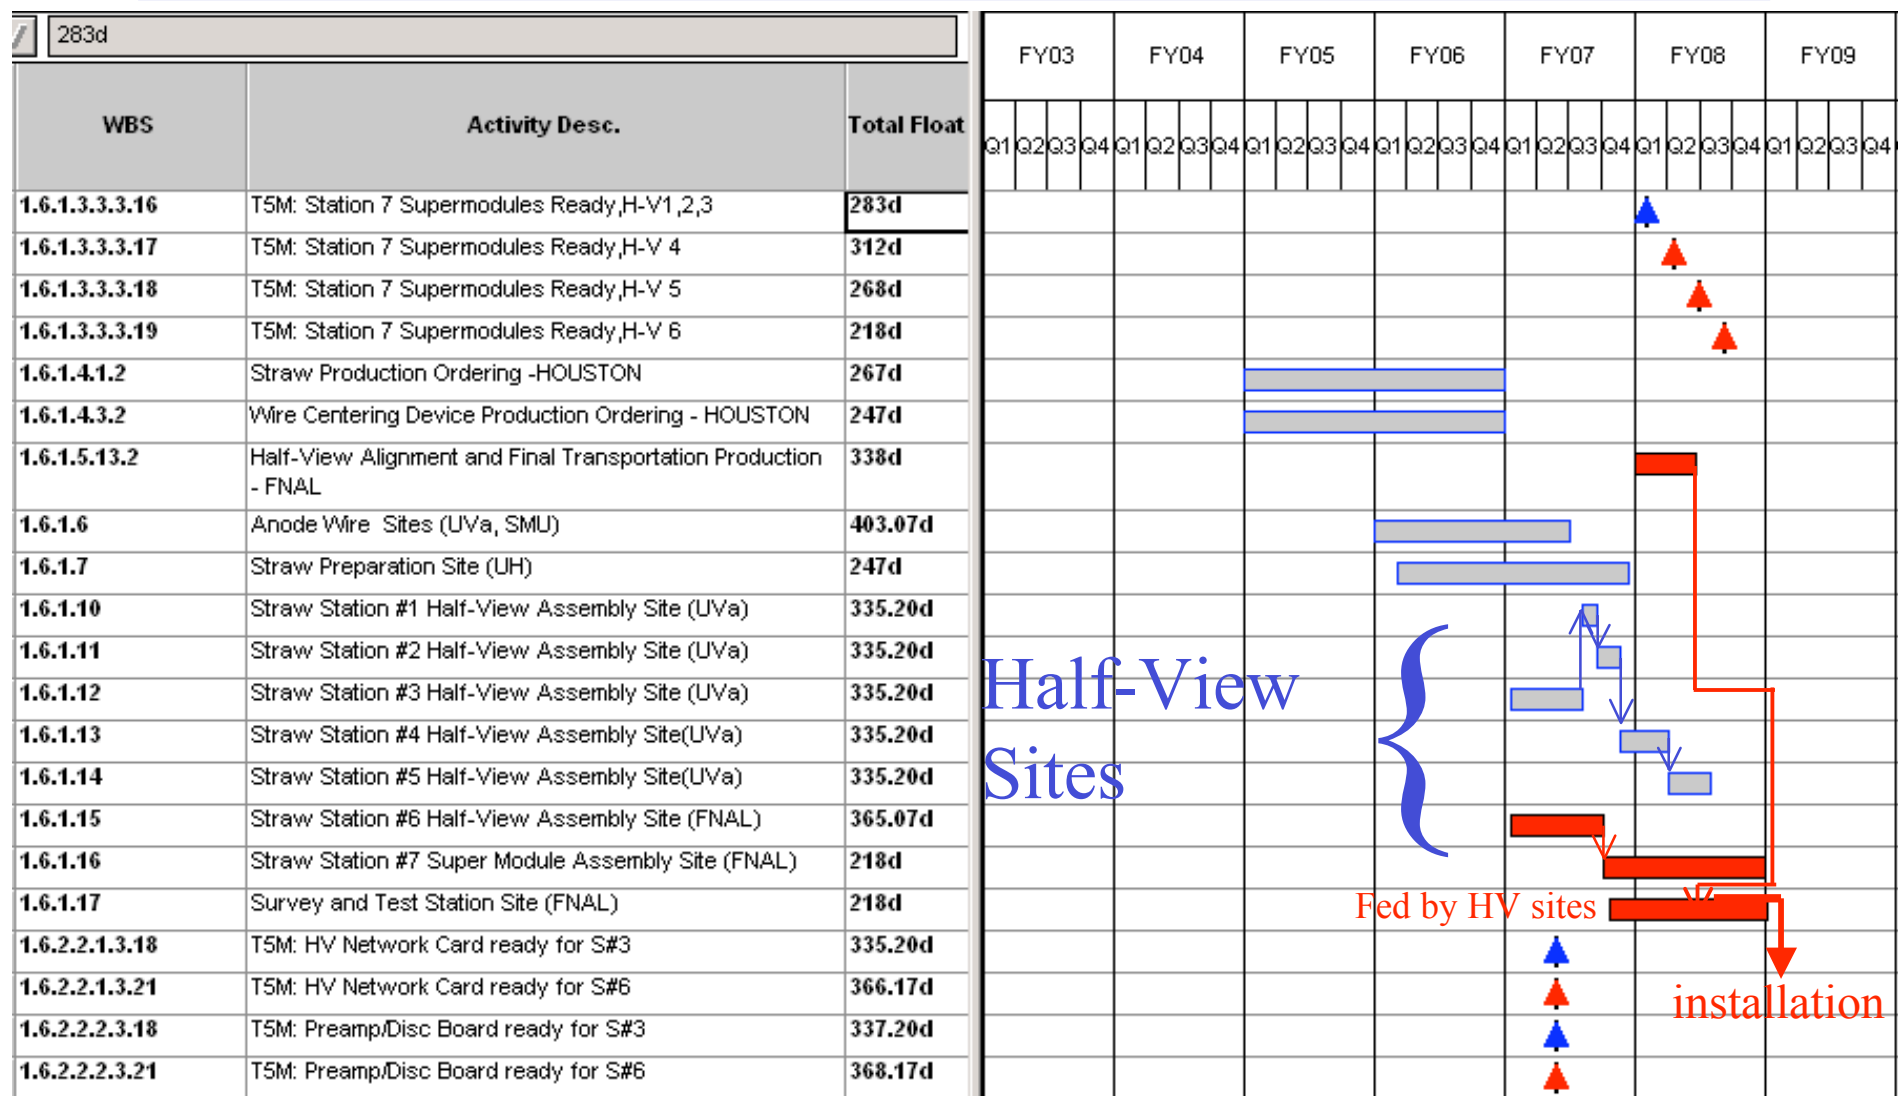 283d
FY03 FY04 FY05 FY06 FY07 FY08 FY09
WBS Activity Desc. Total Float
Q1 Q2 Q3 Q4 Q1 Q2 Q3 Q4 Q1 Q2 Q3 Q4 Q1 Q2 Q3 Q4 Q1 Q2 Q3 Q4 Q1 Q2 Q3 Q4 Q1 Q2 Q3 Q4
1.6.1.3.3.3.16 T5M: Station 7 Supermodules Ready,H-V1,2,3 283d
1.6.1.3.3.3.17 T5M: Station 7 Supermodules Ready,H-V 4 312d
1.6.1.3.3.3.18 T5M: Station 7 Supermodules Ready,H-V 5 268d
1.6.1.3.3.3.19 T5M: Station 7 Supermodules Ready,H-V 6 218d
1.6.1.4.1.2 Straw Production Ordering -HOUSTON 267d
1.6.1.4.3.2 Wire Centering Device Production Ordering - HOUSTON 247d
1.6.1.5.13.2 Half-View Alignment and Final Transportation Production 338d
- FNAL
1.6.1.6 Anode Wire Sites (UVa, SMU) 403.07d
1.6.1.7 Straw Preparation Site (UH) 247d
1.6.1.10 Straw Station #1 Half-View Assembly Site (UVa) 335.20d
1.6.1.11 Straw Station #2 Half-View Assembly Site (UVa) 335.20d
1.6.1.12 Straw Station #3 Half-View Assembly Site (UVa) 335.20d
Half-View
1.6.1.13 Straw Station #4 Half-View Assembly Site(UVa) 335.20d
1.6.1.14 Straw Station #5 Half-View Assembly Site(UVa) 335.20d
Sites
1.6.1.15 Straw Station #6 Half-View Assembly Site (FNAL) 365.07d
1.6.1.16 Straw Station #7 Super Module Assembly Site (FNAL) 218d
1.6.1.17 Survey and Test Station Site (FNAL) 218d
Fed by HV sites
1.6.2.2.1.3.18 T5M: HV Network Card ready for S#3 335.20d
1.6.2.2.1.3.21 T5M: HV Network Card ready for S#6 366.17d
installation
1.6.2.2.2.3.18 T5M: Preamp/Disc Board ready for S#3 337.20d
1.6.2.2.2.3.21 T5M: Preamp/Disc Board ready for S#6 368.17d